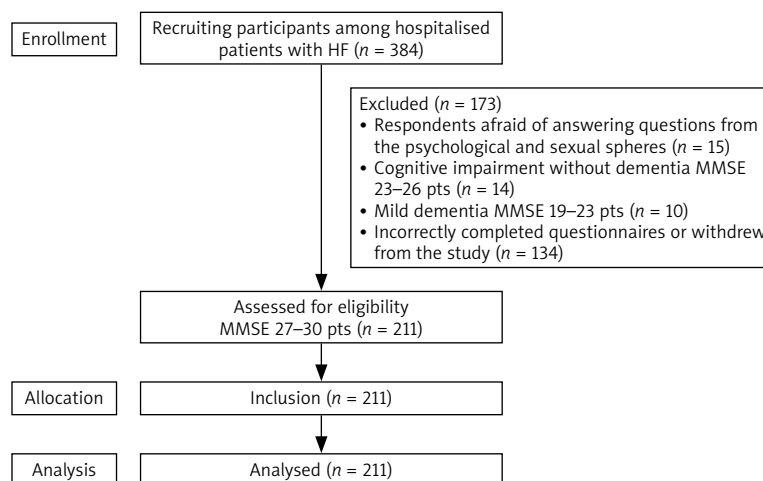 Enrollment
Recruiting participants among hospitalised
patients with HF (n = 384)
Excluded (n = 173)
• Respondents afraid of answering questions from
the psychological and sexual spheres (n = 15)
• Cognitive impairment without dementia MMSE
23–26 pts (n = 14)
• Mild dementia MMSE 19–23 pts (n = 10)
• Incorrectly completed questionnaires or withdrew
from the study (n = 134)
Assessed for eligibility
MMSE 27–30 pts (n = 211)
Allocation
Inclusion (n = 211)
Analysis
Analysed (n = 211)